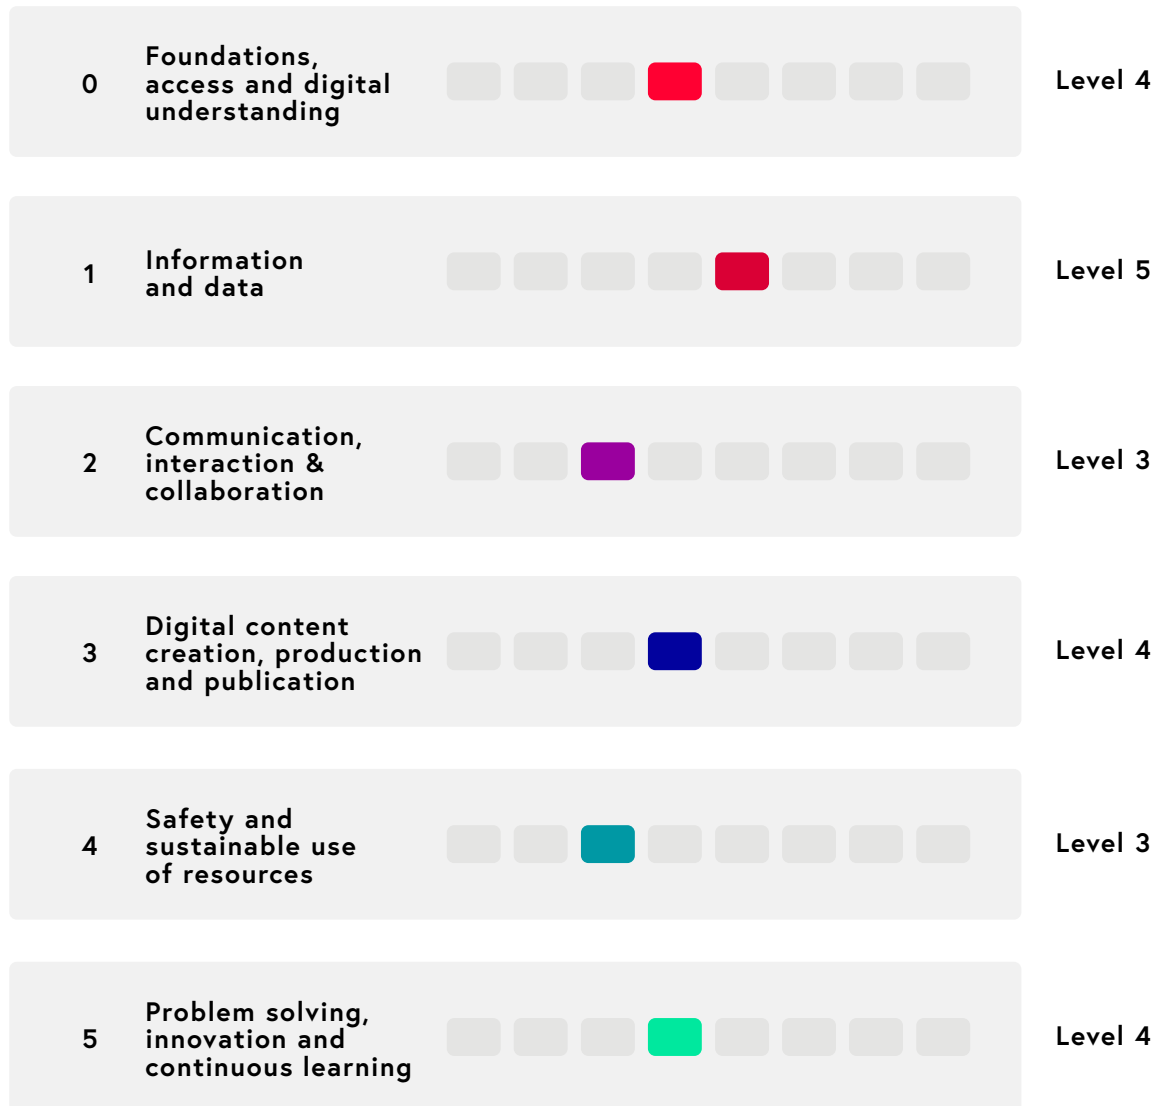 0
Foundations,
access and digital
understanding
Level 4
1
Information
and data
Level 5
2
Communication,
interaction &
collaboration
Level 3
3
Digital content
creation, production
and publication
Level 4
4
Safety and
sustainable use
of resources
Level 3
5
Problem solving,
innovation and
continuous learning
Level 4